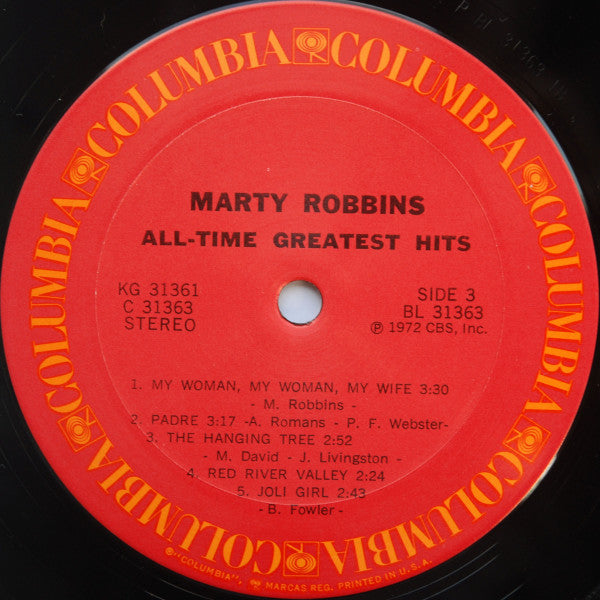 COLUMBIA COLUMBIA COLUMBIA COLUMBIA COLUMBIA COLUMBIA
MARTY ROBBINS
ALL-TIME GREATEST HITS
KG 31361
C 31363
STEREO
SIDE 3
BL 31363
℗ 1972 CBS, Inc.
1. MY WOMAN, MY WOMAN, MY WIFE 3:30
- M. Robbins -
2. PADRE 3:17 -A. Romans - P. F. Webster-
3. THE HANGING TREE 2:52
- M. David - J. Livingston -
4. RED RIVER VALLEY 2:24
5. JOLI GIRL 2:43
-B. Fowler -
®"COLUMBIA", MARCAS REG. PRINTED IN U.S.A.